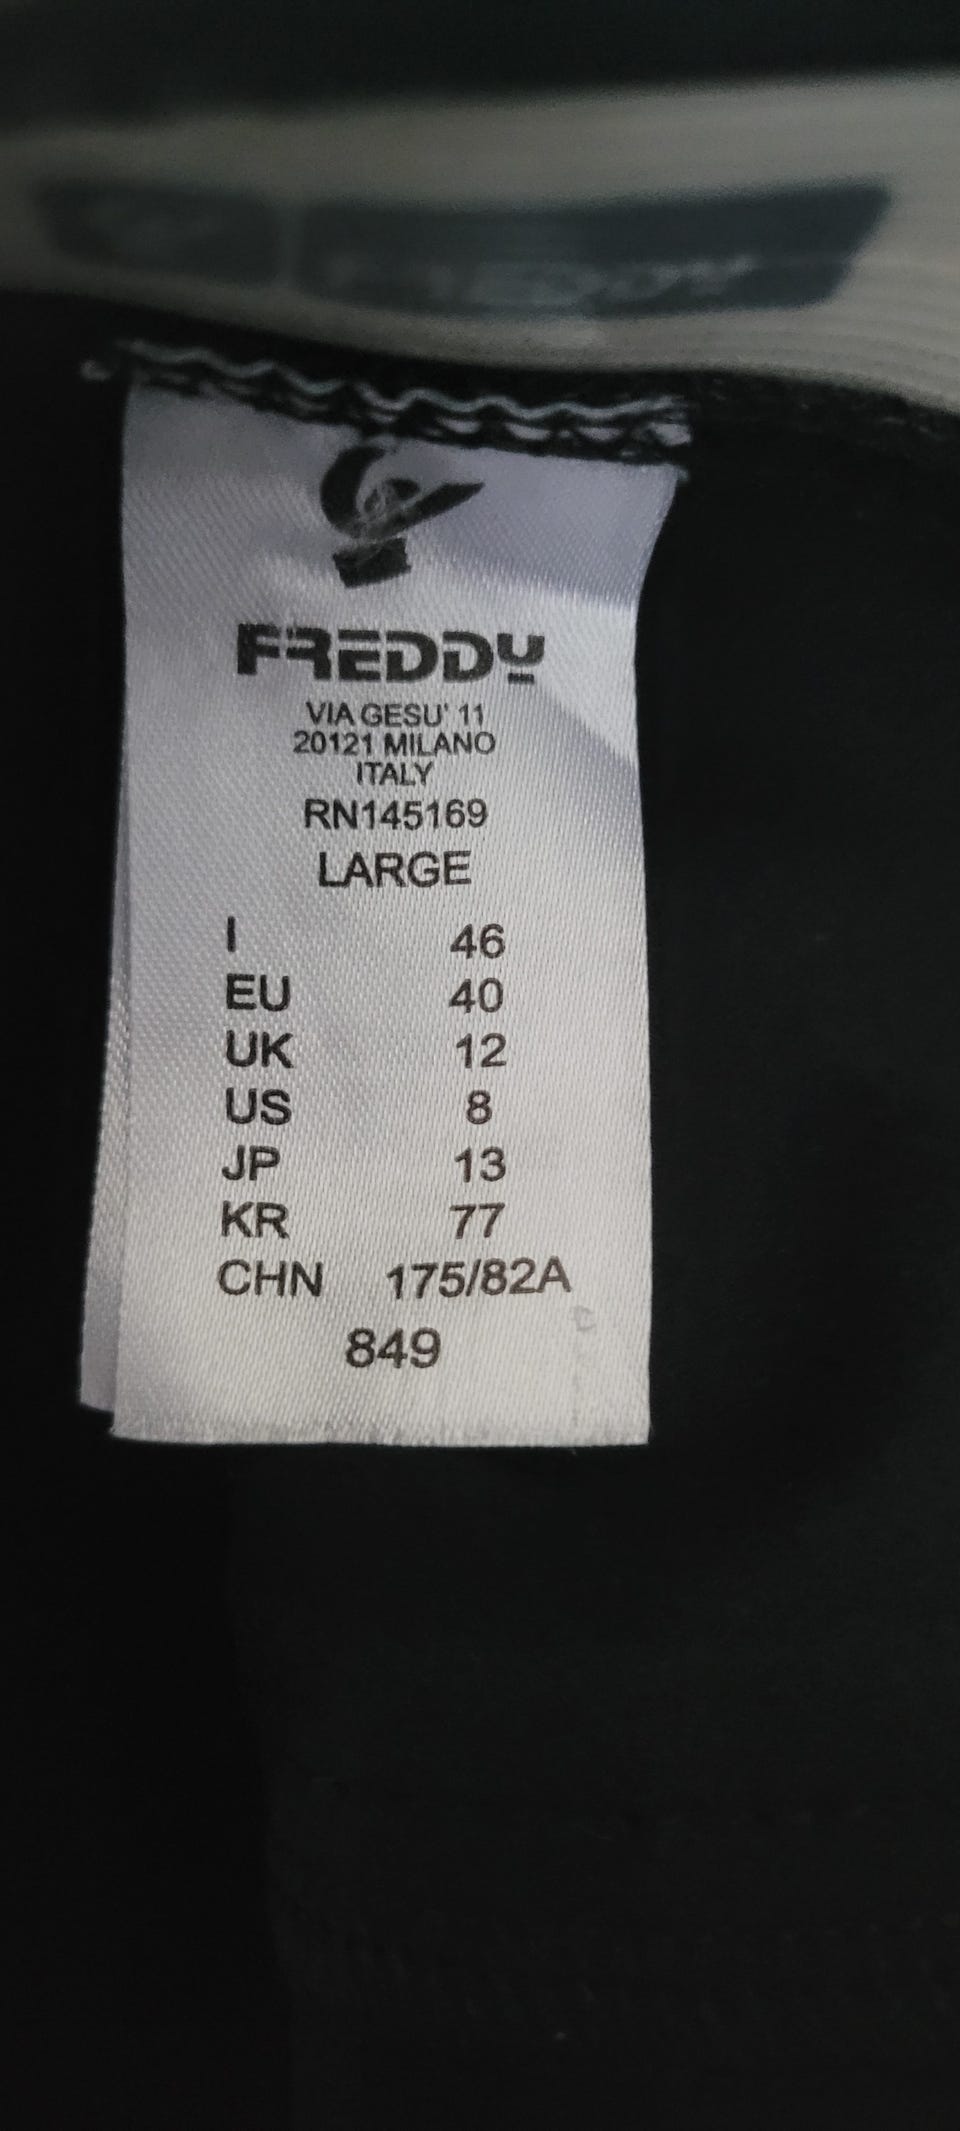 FREDDY
FREDDY
VIA GESU' 11
20121 MILANO
ITALY
RN145169
LARGE
I 46
EU 40
UK 12
US 8
JP 13
KR 77
CHN 175/82A
849